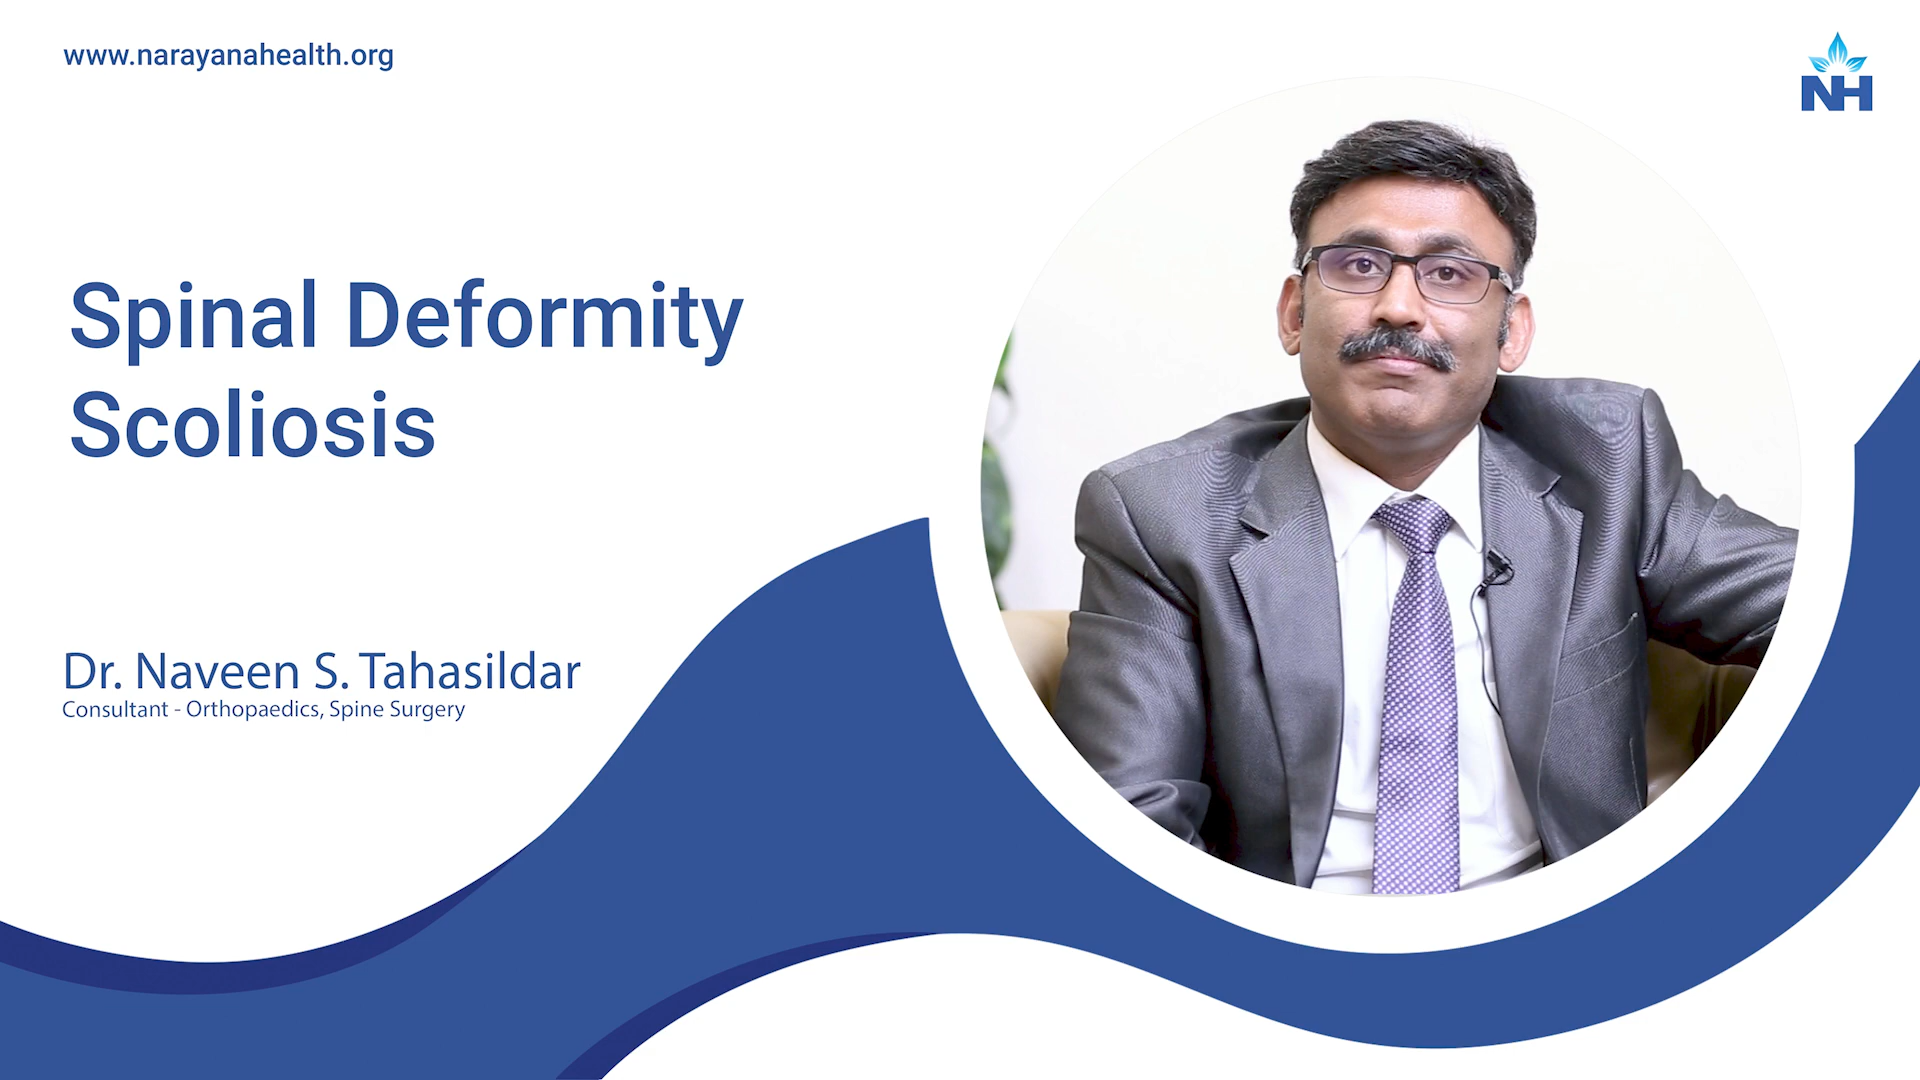 www.narayanahealth.org
NH
Spinal Deformity
Scoliosis
Dr. Naveen S. Tahasildar
Consultant - Orthopaedics, Spine Surgery